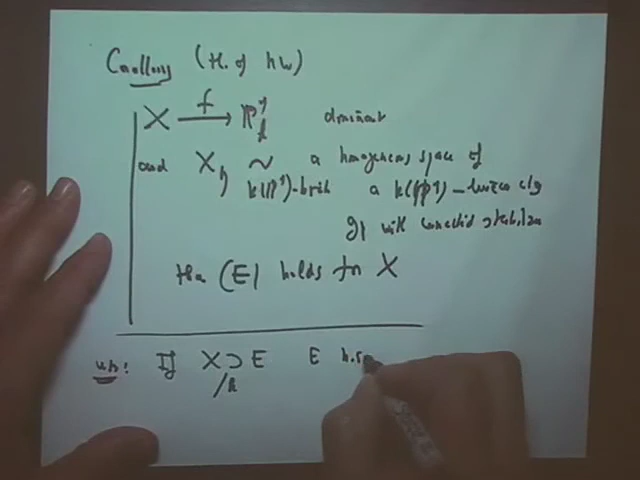 Corollary (th. of hw)
X —f→ ℙ¹_k dominant
and X_η ~ a homogeneous space of
k(ℙ¹)-birat a k(ℙ¹)-linear alg
gp with connected stabilizer
then (E) holds for X
If X ⊃ E E h.s
/k